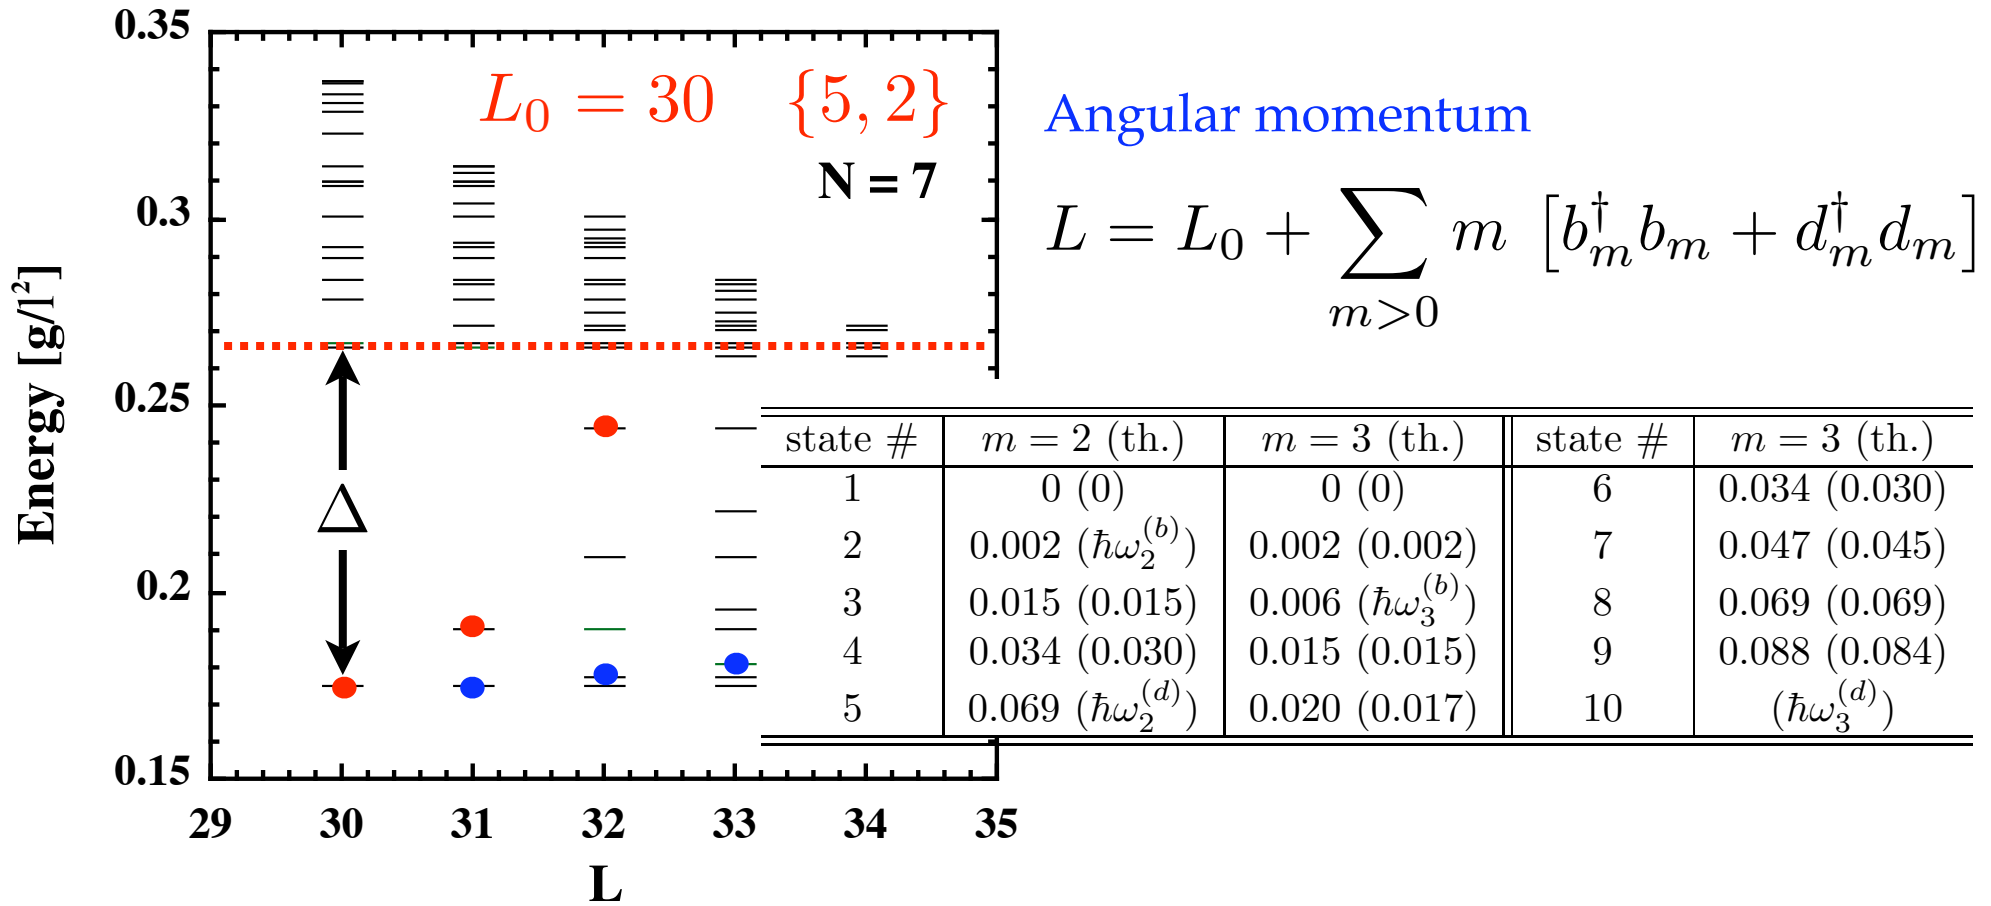 0.35
0.3
0.25
0.2
0.15
Energy [g/l²]
L₀ = 30 {5, 2}
N = 7
Δ
29 30 31 32 33 34 35
L
Angular momentum
L = L₀ + ∑_{m>0} m [b†_m b_m + d†_m d_m]
state # m = 2 (th.) m = 3 (th.) state # m = 3 (th.)
1 0 (0) 0 (0) 6 0.034 (0.030)
2 0.002 (ħω₂^{(b)}) 0.002 (0.002) 7 0.047 (0.045)
3 0.015 (0.015) 0.006 (ħω₃^{(b)}) 8 0.069 (0.069)
4 0.034 (0.030) 0.015 (0.015) 9 0.088 (0.084)
5 0.069 (ħω₂^{(d)}) 0.020 (0.017) 10 (ħω₃^{(d)})